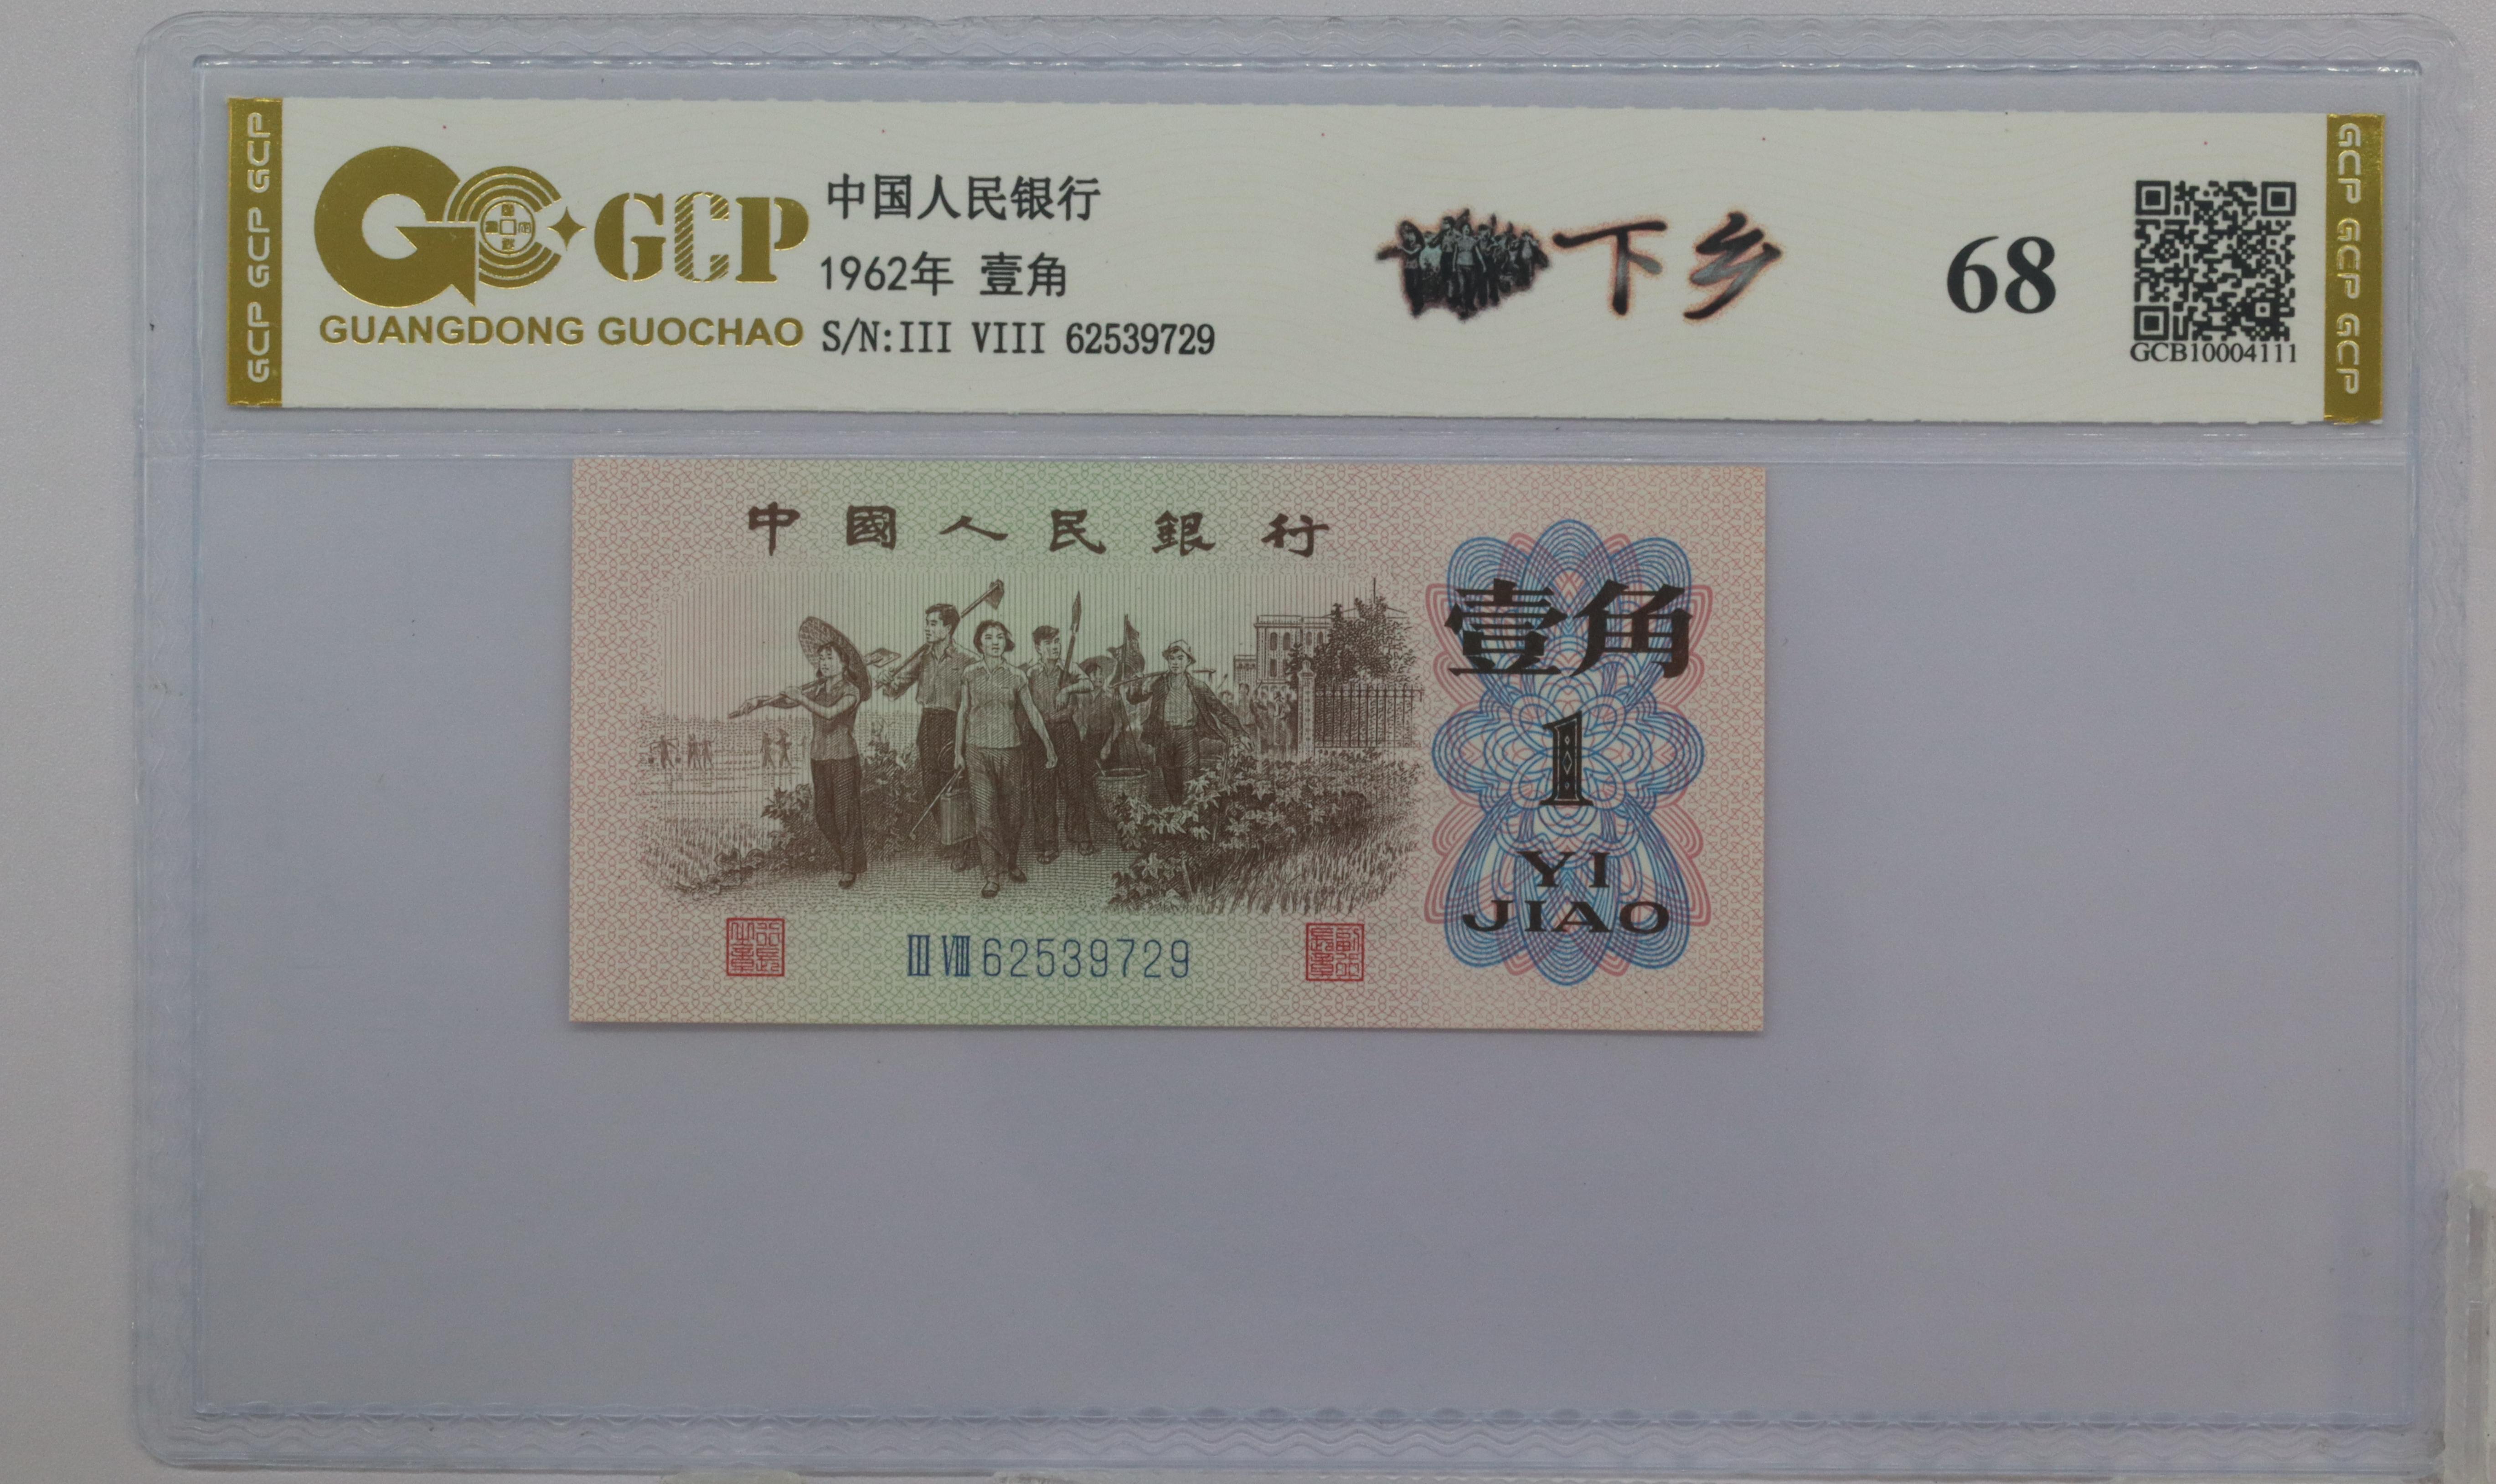 GCP GCP GCP
GCP
GUANGDONG GUOCHAO
中国人民银行
1962年 壹角
S/N:III VIII 62539729
下乡
68
GCB10004111
GCP GCP GCP
中國人民銀行
壹角
1
YI
JIAO
III VIII 62539729